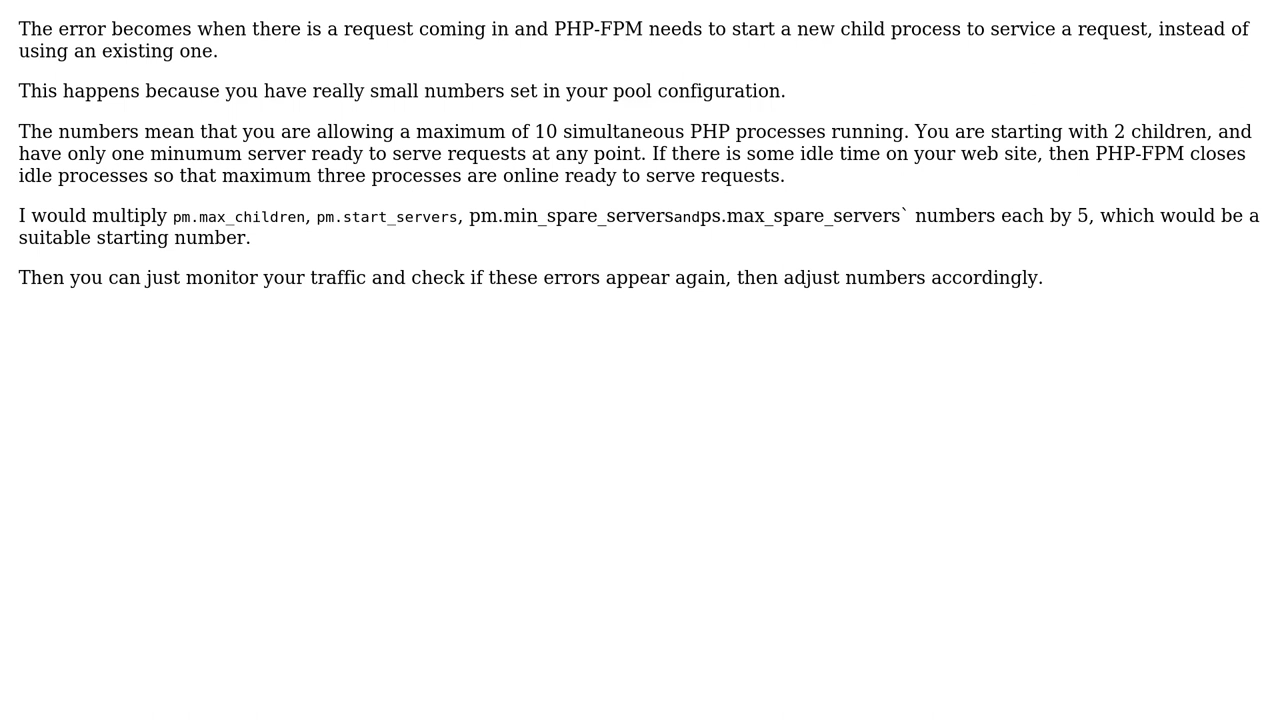 The error becomes when there is a request coming in and PHP-FPM needs to start a new child process to service a request, instead of
using an existing one.
This happens because you have really small numbers set in your pool configuration.
The numbers mean that you are allowing a maximum of 10 simultaneous PHP processes running. You are starting with 2 children, and
have only one minumum server ready to serve requests at any point. If there is some idle time on your web site, then PHP-FPM closes
idle processes so that maximum three processes are online ready to serve requests.
I would multiply pm.max_children, pm.start_servers, pm.min_spare_serversandps.max_spare_servers` numbers each by 5, which would be a
suitable starting number.
Then you can just monitor your traffic and check if these errors appear again, then adjust numbers accordingly.